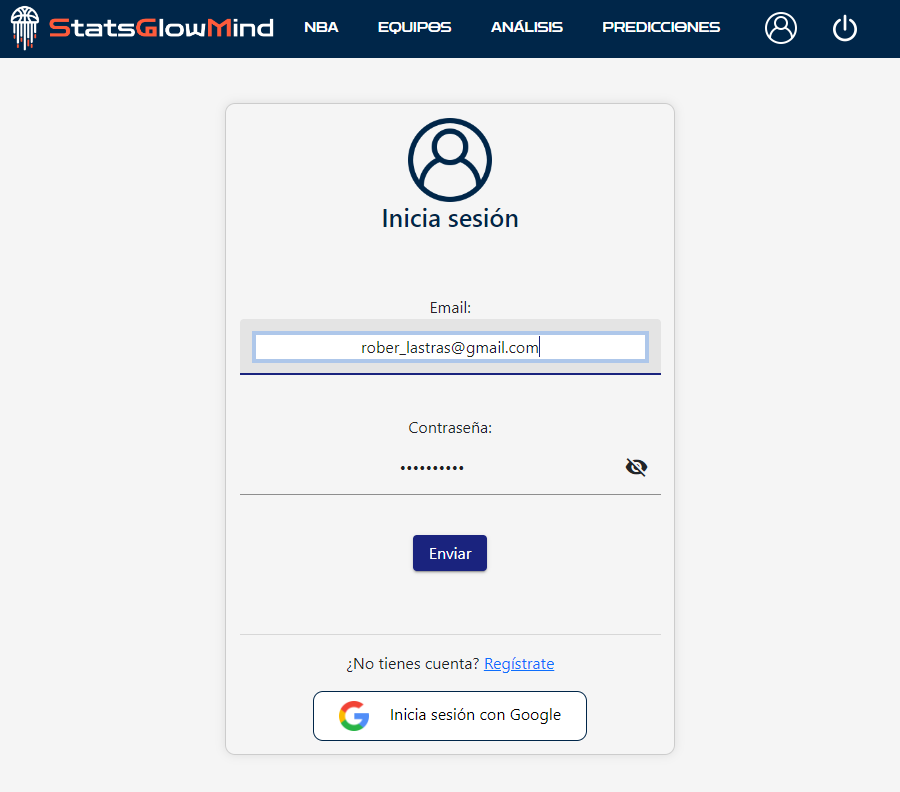 StatsGlowMind NBA EQUIPOS ANÁLISIS PREDICCIONES
Inicia sesión
Email:
rober_lastras@gmail.com
Contraseña:
••••••••••
Enviar
¿No tienes cuenta? Regístrate
Inicia sesión con Google